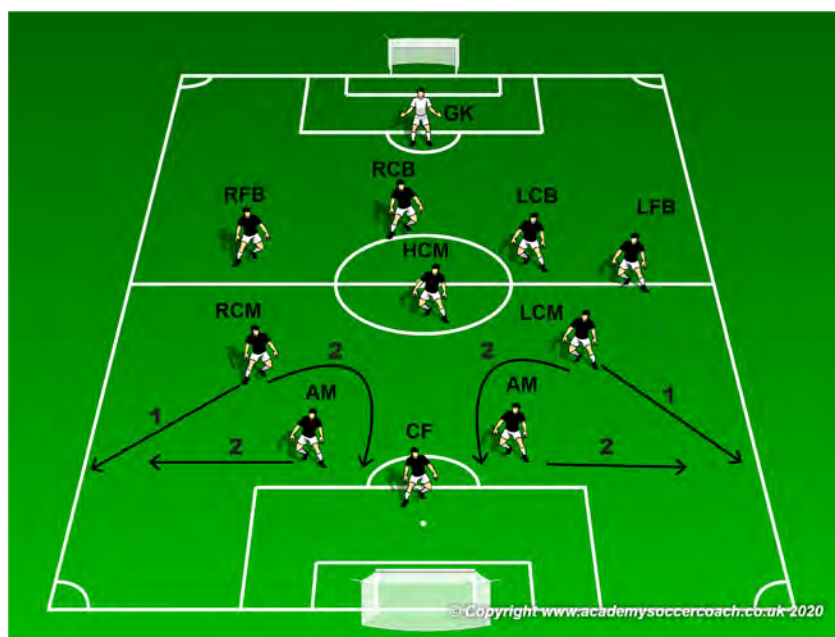 GK
RCB
RFB
LCB
LFB
HCM
RCM
LCM
2
2
AM
AM
1
1
CF
2
2
© Copyright www.academysoccercoach.co.uk 2020